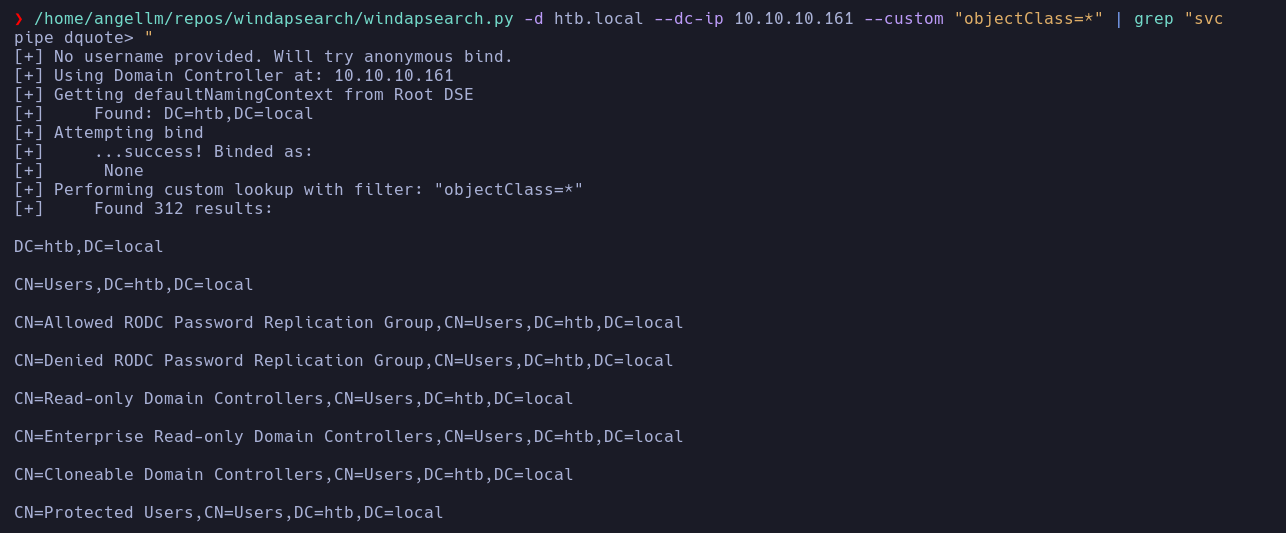 ❯ /home/angellm/repos/windapsearch/windapsearch.py -d htb.local --dc-ip 10.10.10.161 --custom "objectClass=*" | grep "svc
pipe dquote> "
[+] No username provided. Will try anonymous bind.
[+] Using Domain Controller at: 10.10.10.161
[+] Getting defaultNamingContext from Root DSE
[+]     Found: DC=htb,DC=local
[+] Attempting bind
[+]     ...success! Binded as:
[+]      None
[+] Performing custom lookup with filter: "objectClass=*"
[+]     Found 312 results:
DC=htb,DC=local
CN=Users,DC=htb,DC=local
CN=Allowed RODC Password Replication Group,CN=Users,DC=htb,DC=local
CN=Denied RODC Password Replication Group,CN=Users,DC=htb,DC=local
CN=Read-only Domain Controllers,CN=Users,DC=htb,DC=local
CN=Enterprise Read-only Domain Controllers,CN=Users,DC=htb,DC=local
CN=Cloneable Domain Controllers,CN=Users,DC=htb,DC=local
CN=Protected Users,CN=Users,DC=htb,DC=local